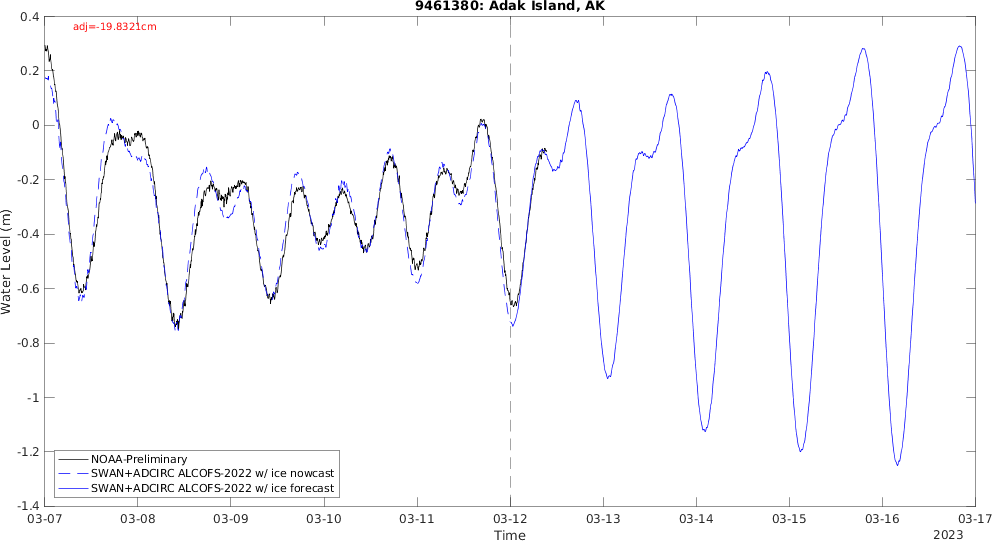 9461380: Adak Island, AK
adj=-19.8321cm
0.4
0.2
0
-0.2
-0.4
-0.6
-0.8
-1
-1.2
-1.4
Water Level (m)
NOAA-Preliminary
SWAN+ADCIRC ALCOFS-2022 w/ ice nowcast
SWAN+ADCIRC ALCOFS-2022 w/ ice forecast
03-07 03-08 03-09 03-10 03-11 03-12 03-13 03-14 03-15 03-16 03-17
Time
2023